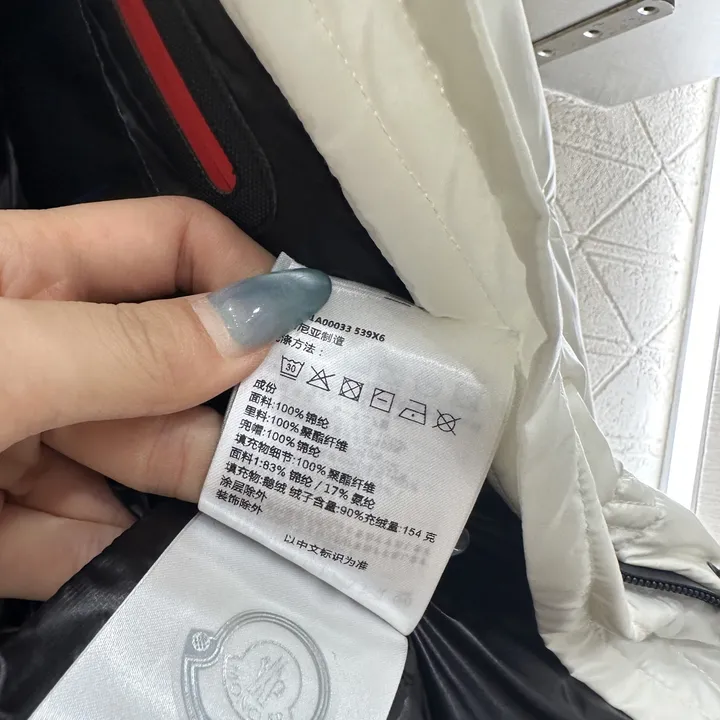 1A00033 539X6
尼亚制造
涤方法：
30
成份
面料:100% 锦纶
里料:100% 聚酯纤维
兜帽:100% 锦纶
填充物细节:100% 聚酯纤维
面料1:83% 锦纶 / 17% 氨纶
填充物:鹅绒 绒子含量:90%充绒量:154 克
涂层除外
装饰除外
以中文标识为准